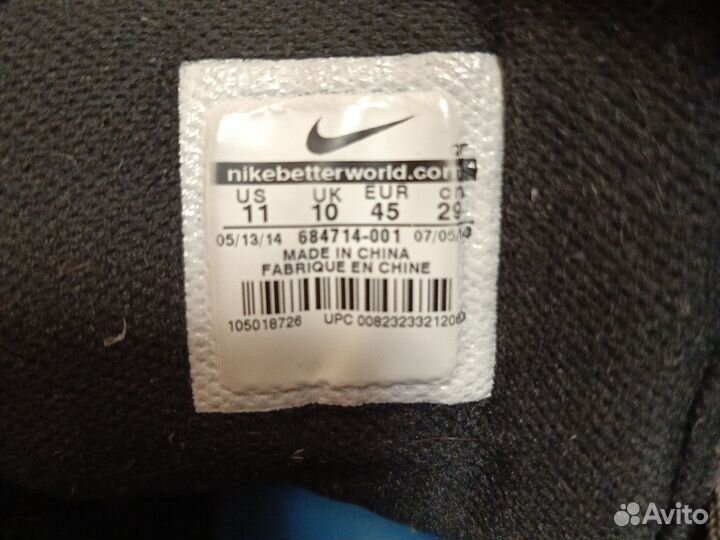 nikebetterworld.com
US UK EUR cm
11 10 45 29
05/13/14 684714-001
MADE IN CHINA
FABRIQUE EN CHINE
105018726 UPC
Avito